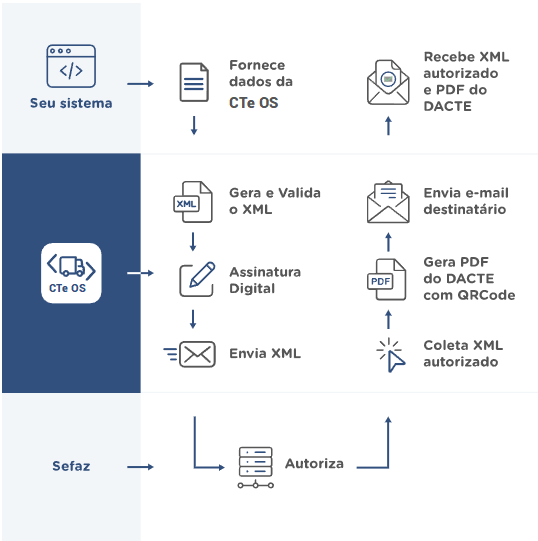 Seu sistema
Fornece
dados da
CTe OS
Recebe XML
autorizado
e PDF do
DACTE
CTe OS
XML
Gera e Valida
o XML
Assinatura
Digital
Envia XML
Envia e-mail
destinatário
PDF
Gera PDF
do DACTE
com QRCode
Coleta XML
autorizado
Sefaz
Autoriza